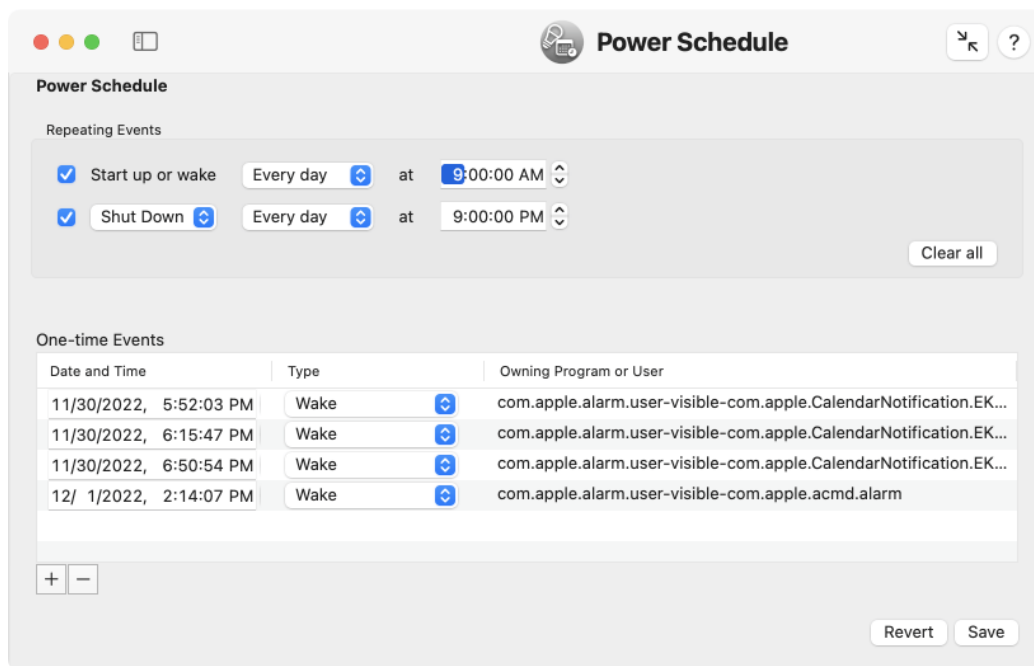 Power Schedule
?
Power Schedule
Repeating Events
Start up or wake Every day at 9:00:00 AM
Shut Down Every day at 9:00:00 PM
Clear all
One-time Events
Date and Time Type Owning Program or User
11/30/2022, 5:52:03 PM Wake com.apple.alarm.user-visible-com.apple.CalendarNotification.EK...
11/30/2022, 6:15:47 PM Wake com.apple.alarm.user-visible-com.apple.CalendarNotification.EK...
11/30/2022, 6:50:54 PM Wake com.apple.alarm.user-visible-com.apple.CalendarNotification.EK...
12/ 1/2022, 2:14:07 PM Wake com.apple.alarm.user-visible-com.apple.acmd.alarm
+ −
Revert Save